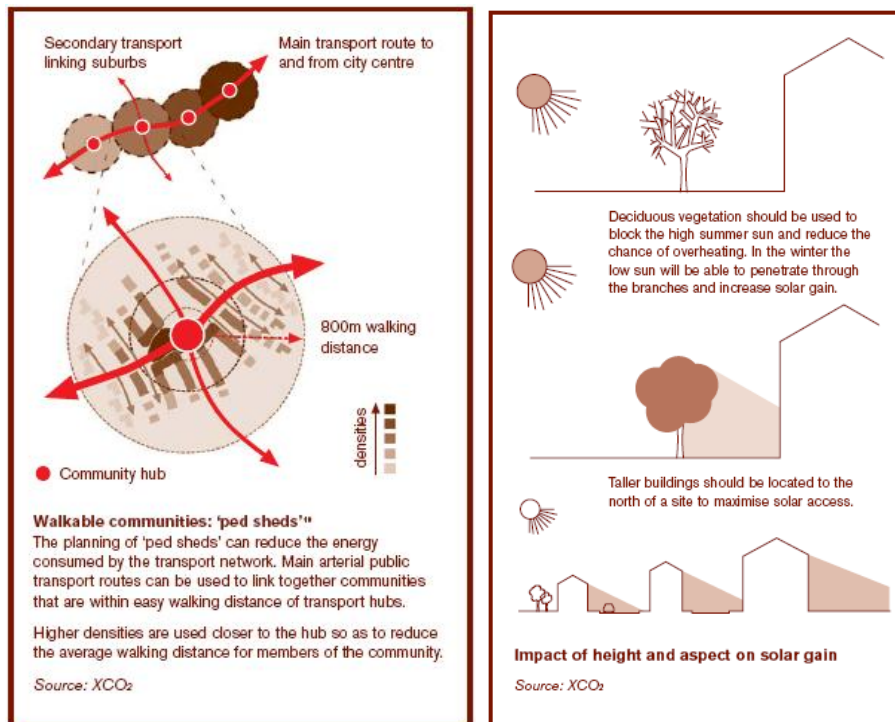 Secondary transport
linking suburbs
Main transport route to
and from city centre
800m walking
distance
densities
Community hub
Walkable communities: ‘ped sheds’¹¹
The planning of ‘ped sheds’ can reduce the energy
consumed by the transport network. Main arterial public
transport routes can be used to link together communities
that are within easy walking distance of transport hubs.
Higher densities are used closer to the hub so as to reduce
the average walking distance for members of the community.
Source: XCO₂
Deciduous vegetation should be used to
block the high summer sun and reduce the
chance of overheating. In the winter the
low sun will be able to penetrate through
the branches and increase solar gain.
Taller buildings should be located to the
north of a site to maximise solar access.
Impact of height and aspect on solar gain
Source: XCO₂